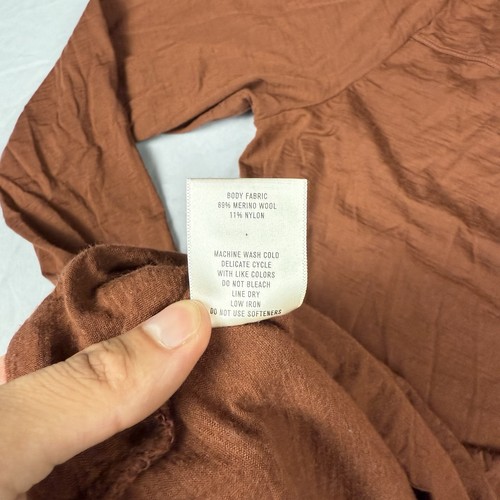 BODY FABRIC
89% MERINO WOOL
11% NYLON
MACHINE WASH COLD
DELICATE CYCLE
WITH LIKE COLORS
DO NOT BLEACH
LINE DRY
LOW IRON
DO NOT USE SOFTENERS